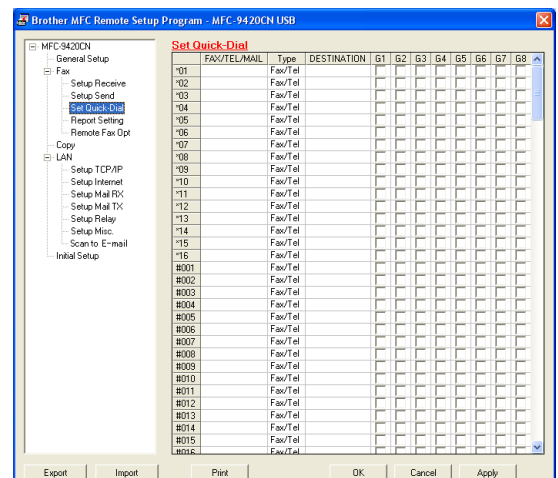 Brother MFC Remote Setup Program - MFC-9420CN USB
MFC-9420CN
General Setup
Fax
Setup Receive
Setup Send
Set Quick-Dial
Report Setting
Remote Fax Opt
Copy
LAN
Setup TCP/IP
Setup Internet
Setup Mail RX
Setup Mail TX
Setup Relay
Setup Misc.
Scan to E-mail
Initial Setup
Set Quick-Dial
FAX/TEL/MAIL Type DESTINATION G1 G2 G3 G4 G5 G6 G7 G8
*01 Fax/Tel
*02 Fax/Tel
*03 Fax/Tel
*04 Fax/Tel
*05 Fax/Tel
*06 Fax/Tel
*07 Fax/Tel
*08 Fax/Tel
*09 Fax/Tel
*10 Fax/Tel
*11 Fax/Tel
*12 Fax/Tel
*13 Fax/Tel
*14 Fax/Tel
*15 Fax/Tel
*16 Fax/Tel
#001 Fax/Tel
#002 Fax/Tel
#003 Fax/Tel
#004 Fax/Tel
#005 Fax/Tel
#006 Fax/Tel
#007 Fax/Tel
#008 Fax/Tel
#009 Fax/Tel
#010 Fax/Tel
#011 Fax/Tel
#012 Fax/Tel
#013 Fax/Tel
#014 Fax/Tel
#015 Fax/Tel
#016 Fax/Tel
Export Import Print OK Cancel Apply